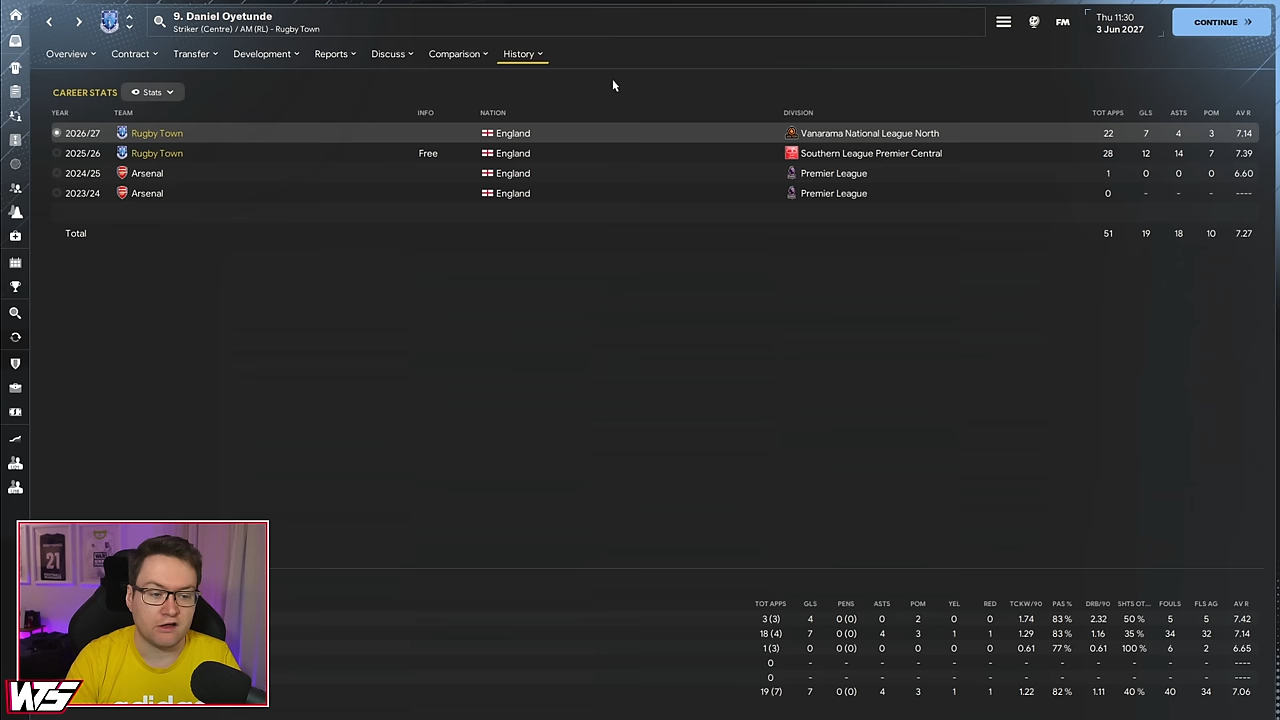 9. Daniel Oyetunde
Striker (Centre) / AM (RL) - Rugby Town
FM
Thu 11:30
3 Jun 2027
CONTINUE
Overview Contract Transfer Development Reports Discuss Comparison History
CAREER STATS Stats
YEAR TEAM INFO NATION DIVISION TOT APPS GLS ASTS POM AV R
2026/27 Rugby Town England Vanarama National League North 22 7 4 3 7.14
2025/26 Rugby Town Free England Southern League Premier Central 28 12 14 7 7.39
2024/25 Arsenal England Premier League 1 0 0 0 6.60
2023/24 Arsenal England Premier League 0 - - - ----
Total 51 19 18 10 7.27
TOT APPS GLS PENS ASTS POM YEL RED TCKW/90 PAS % DRB/90 SHTS OT... FOULS FLS AG AV R
3 (3) 4 0 (0) 0 2 0 0 1.74 83 % 2.32 50 % 5 5 7.42
18 (4) 7 0 (0) 4 3 1 1 1.29 83 % 1.16 35 % 34 32 7.14
1 (3) 0 0 (0) 0 0 0 0 0.61 77 % 0.61 100 % 6 2 6.65
0 - - - - - - - - - - - - ----
0 - - - - - - - - - - - - ----
(7) 7 (0) 4 3 1 1 1.22 82 % 1.11 40 % 40 34 7.06
21
WTS
adidas